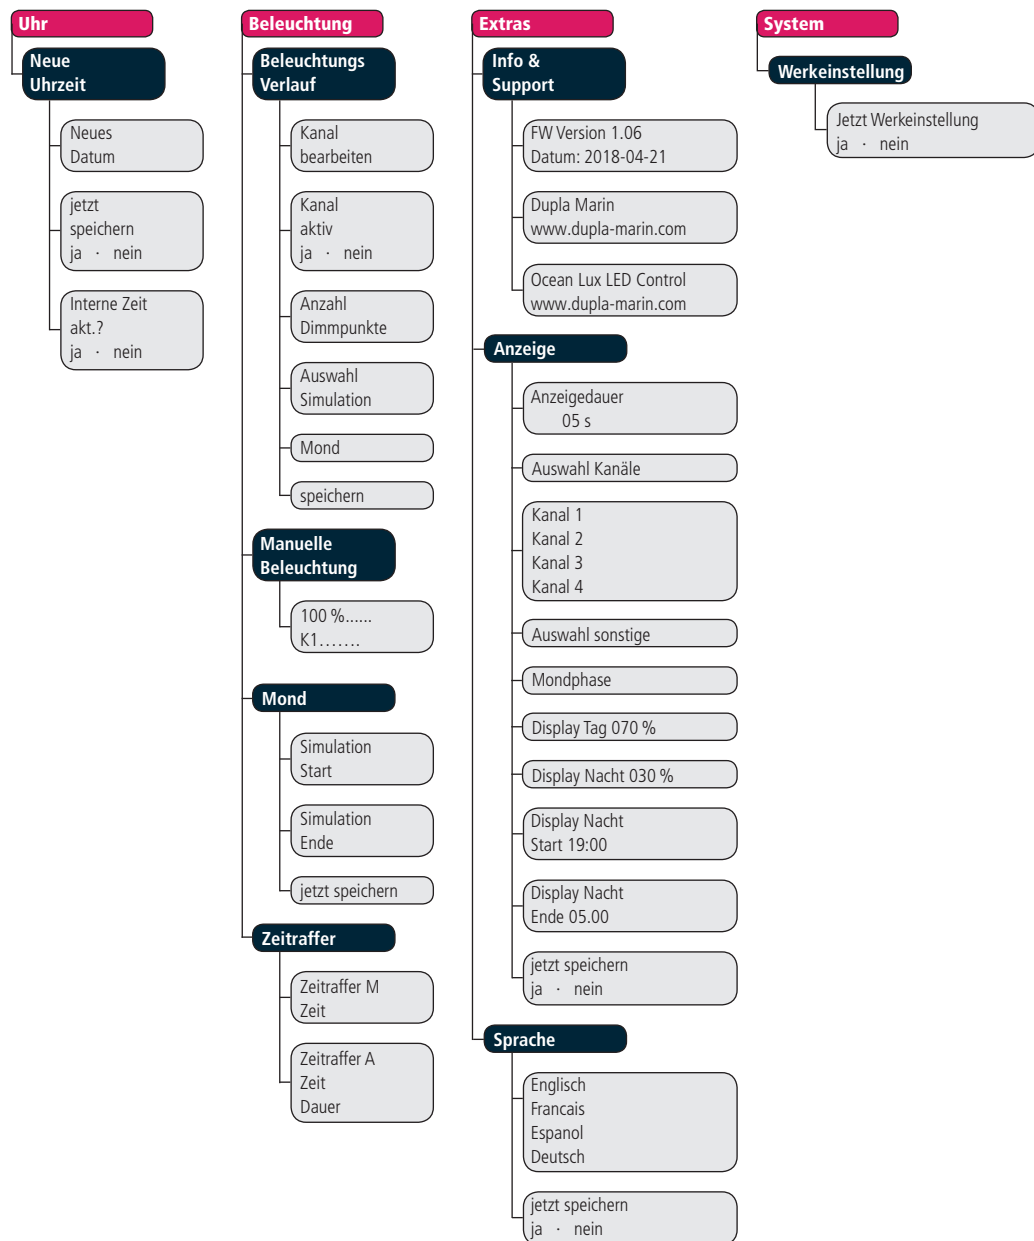 Uhr
Neue
Uhrzeit
Neues
Datum
jetzt
speichern
ja · nein
Interne Zeit
akt.?
ja · nein
Beleuchtung
Beleuchtungs
Verlauf
Kanal
bearbeiten
Kanal
aktiv
ja · nein
Anzahl
Dimmpunkte
Auswahl
Simulation
Mond
speichern
Manuelle
Beleuchtung
100 %......
K1.......
Mond
Simulation
Start
Simulation
Ende
jetzt speichern
Zeitraffer
Zeitraffer M
Zeit
Zeitraffer A
Zeit
Dauer
Extras
Info &
Support
FW Version 1.06
Datum: 2018-04-21
Dupla Marin
www.dupla-marin.com
Ocean Lux LED Control
www.dupla-marin.com
Anzeige
Anzeigedauer
05 s
Auswahl Kanäle
Kanal 1
Kanal 2
Kanal 3
Kanal 4
Auswahl sonstige
Mondphase
Display Tag 070 %
Display Nacht 030 %
Display Nacht
Start 19:00
Display Nacht
Ende 05.00
jetzt speichern
ja · nein
Sprache
Englisch
Francais
Espanol
Deutsch
jetzt speichern
ja · nein
System
Werkeinstellung
Jetzt Werkeinstellung
ja · nein